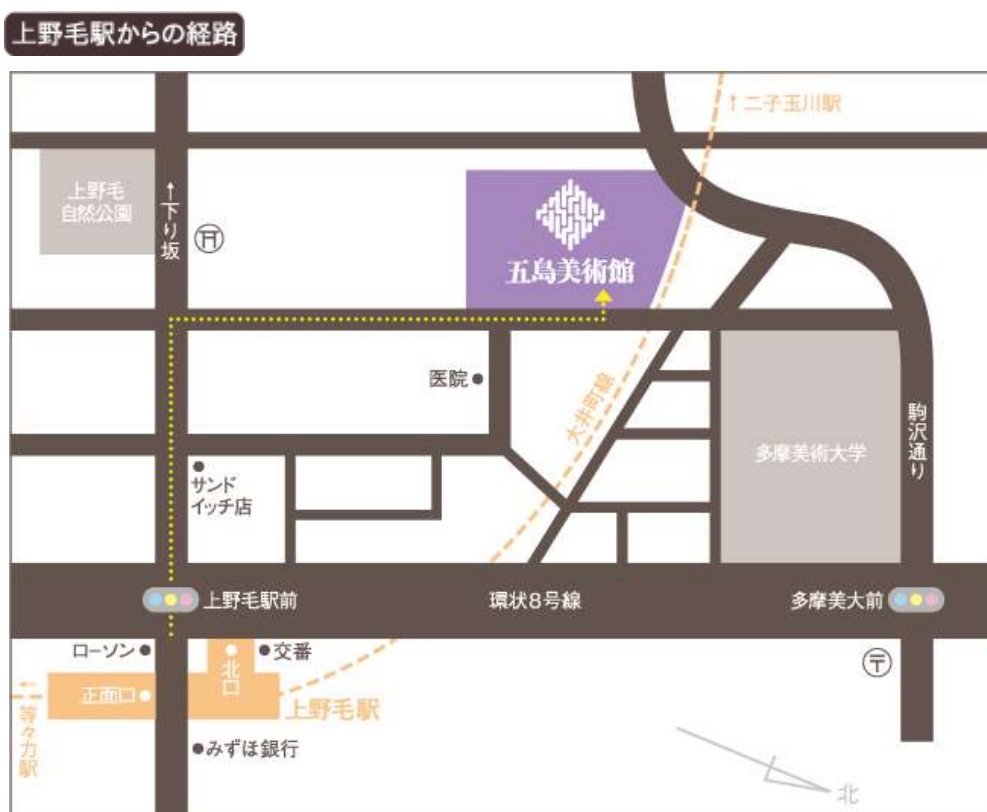 上野毛駅からの経路
↑二子玉川駅
上野毛
自然公園
↑下り坂
五島美術館
医院
大井町線
駒沢通り
多摩美術大学
サンド
イッチ店
上野毛駅前
環状8号線
多摩美大前
ローソン
北口
交番
〒
正面口
上野毛駅
←等々力駅
みずほ銀行
北